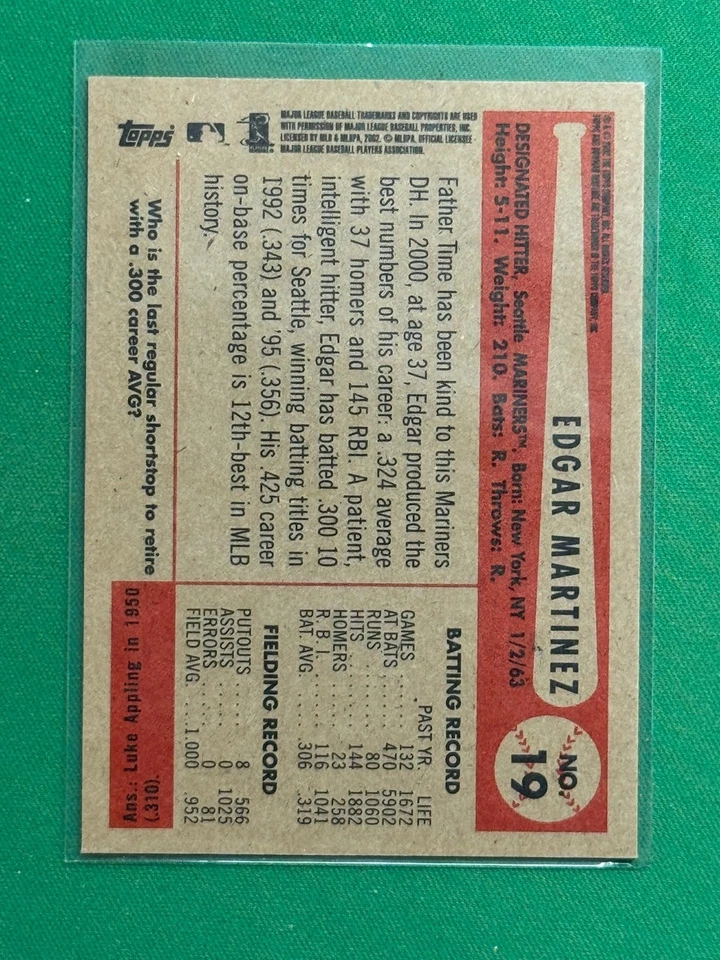 EDGAR MARTINEZ
NO.
19
DESIGNATED HITTER, Seattle MARINERS™, Born: New York, NY 1/2/63
Height: 5-11. Weight: 210. Bats: R. Throws: R.
MAJOR LEAGUE BASEBALL TRADEMARKS AND COPYRIGHTS ARE USED
WITH PERMISSION OF MAJOR LEAGUE BASEBALL PROPERTIES, INC.
LICENSED BY MLB & MLBPA, 2002. © MLBPA, OFFICIAL LICENSEE -
MAJOR LEAGUE BASEBALL PLAYERS ASSOCIATION.
Topps
Father Time has been kind to this Mariners
DH. In 2000, at age 37, Edgar produced the
best numbers of his career: a .324 average
with 37 homers and 145 RBI. A patient,
intelligent hitter, Edgar has batted .300 10
times for Seattle, winning batting titles in
1992 (.343) and '95 (.356). His .425 career
on-base percentage is 12th-best in MLB
history.
BATTING RECORD
PAST YR. LIFE
GAMES . . . . . 132 1672
AT BATS . . . . 470 5902
RUNS . . . . . . 80 1060
HITS . . . . . . 144 1882
HOMERS . . . . 23 258
R. B. I. . . . . . 116 1041
BAT. AVG. . . . .306 .319
FIELDING RECORD
PUTOUTS . . . . . 8 566
ASSISTS . . . . . 0 1025
ERRORS . . . . . 0 81
FIELD AVG. . . . 1.000 .952
Who is the last regular shortstop to retire
with a .300 career AVG?
Ans.: Luke Appling in 1950
(.310).